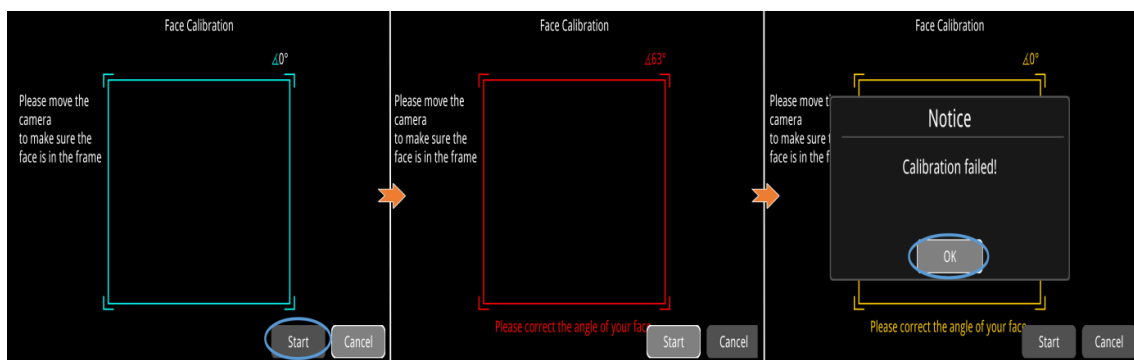 Face Calibration
∡0°
Please move the
camera
to make sure the
face is in the frame
Start
Cancel
Face Calibration
∡63°
Please move the
camera
to make sure the
face is in the frame
Please correct the angle of your face
Start
Cancel
Face Calibration
∡0°
Please move t
camera
to make sure t
face is in the f
Notice
Calibration failed!
OK
Please correct the angle of your face
Start
Cancel